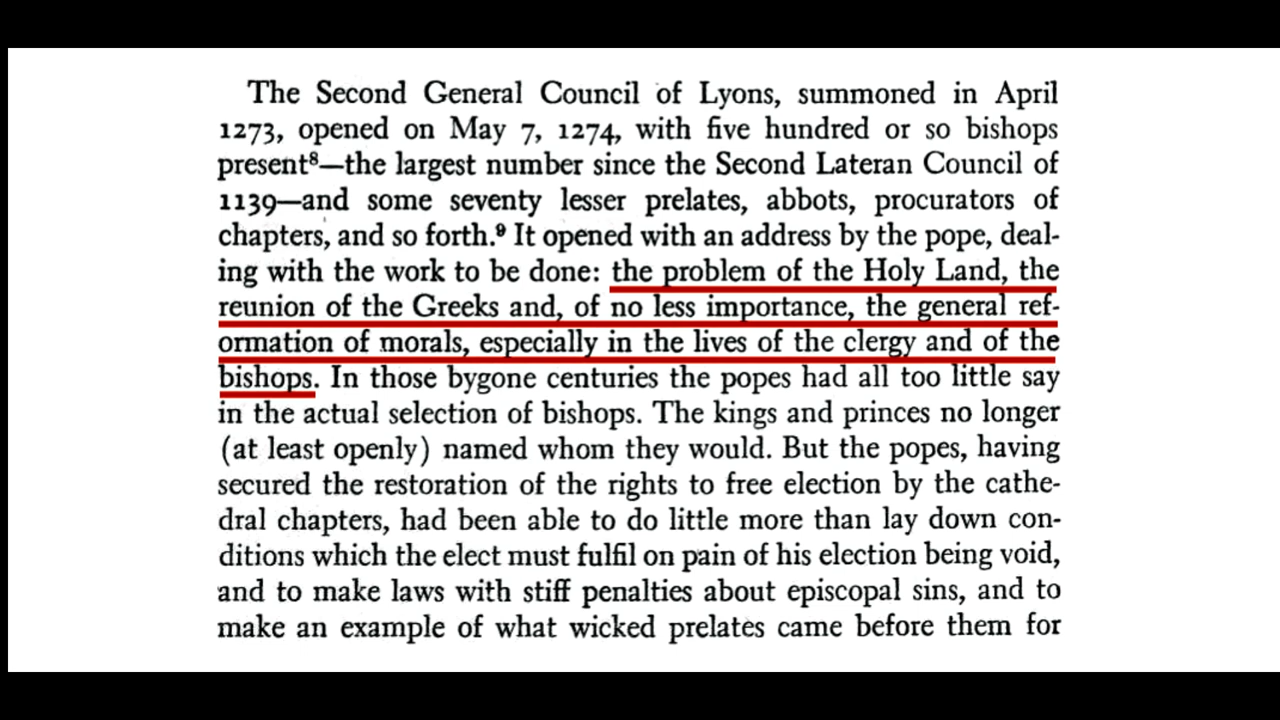 The Second General Council of Lyons, summoned in April
1273, opened on May 7, 1274, with five hundred or so bishops
present⁸—the largest number since the Second Lateran Council of
1139—and some seventy lesser prelates, abbots, procurators of
chapters, and so forth.⁹ It opened with an address by the pope, deal-
ing with the work to be done: the problem of the Holy Land, the
reunion of the Greeks and, of no less importance, the general ref-
ormation of morals, especially in the lives of the clergy and of the
bishops. In those bygone centuries the popes had all too little say
in the actual selection of bishops. The kings and princes no longer
(at least openly) named whom they would. But the popes, having
secured the restoration of the rights to free election by the cathe-
dral chapters, had been able to do little more than lay down con-
ditions which the elect must fulfil on pain of his election being void,
and to make laws with stiff penalties about episcopal sins, and to
make an example of what wicked prelates came before them for